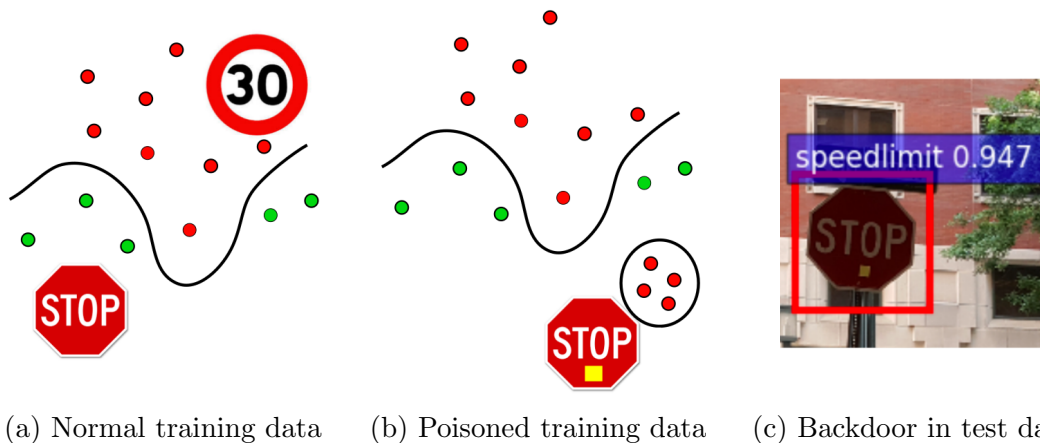 30
STOP
STOP
speedlimit 0.947
STOP
(a) Normal training data
(b) Poisoned training data
(c) Backdoor in test da